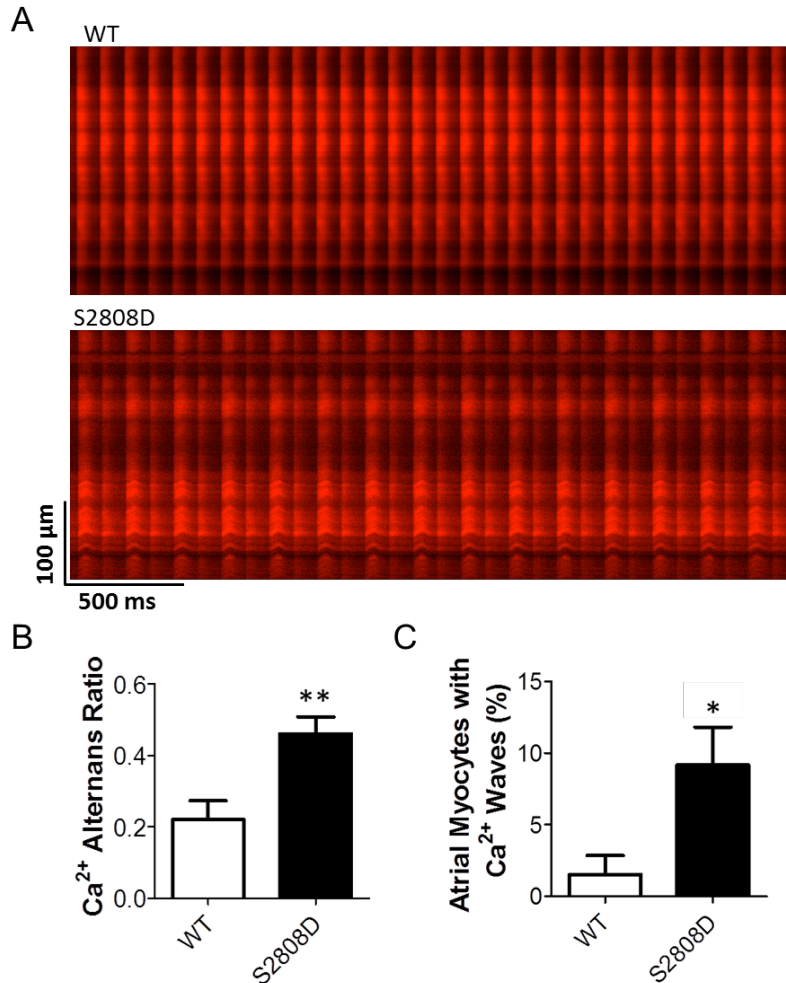 A
WT
S2808D
100 µm
500 ms
B
Ca²⁺ Alternans Ratio
0.6
0.4
0.2
0.0
**
WT
S2808D
C
Atrial Myocytes with
Ca²⁺ Waves (%)
15
10
5
0
*
WT
S2808D